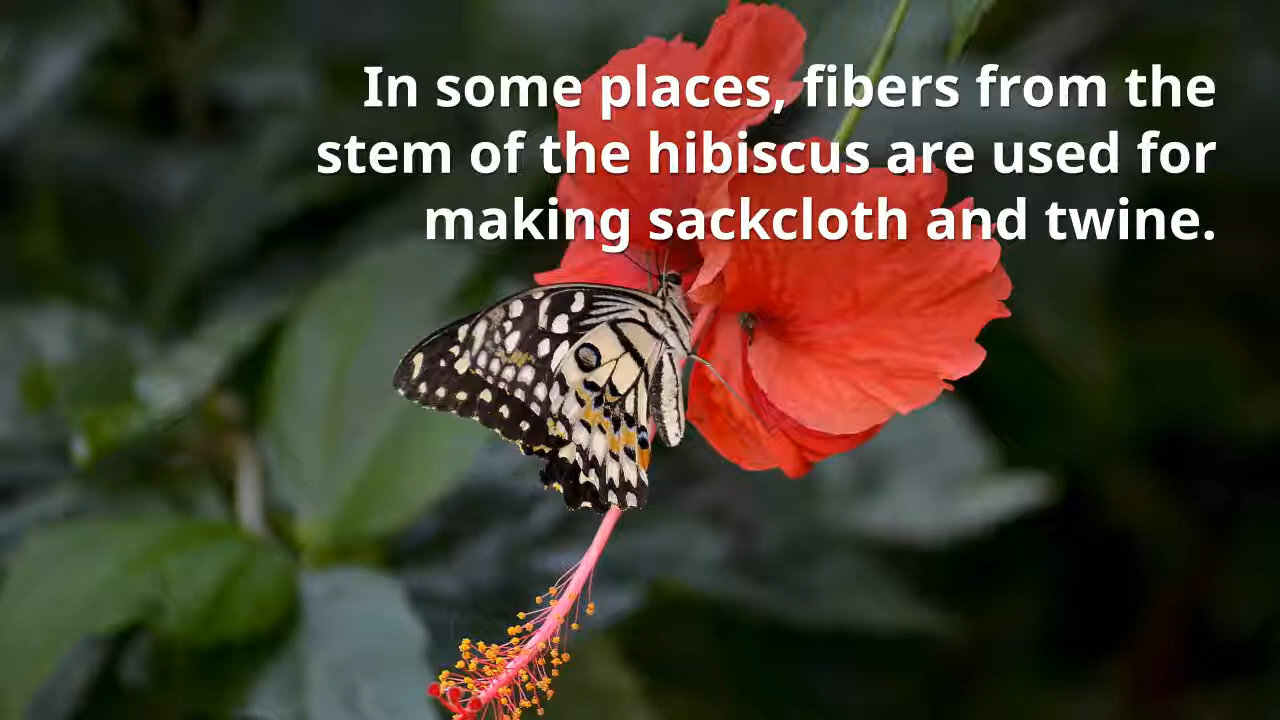 In some places, fibers from the
stem of the hibiscus are used for
making sackcloth and twine.